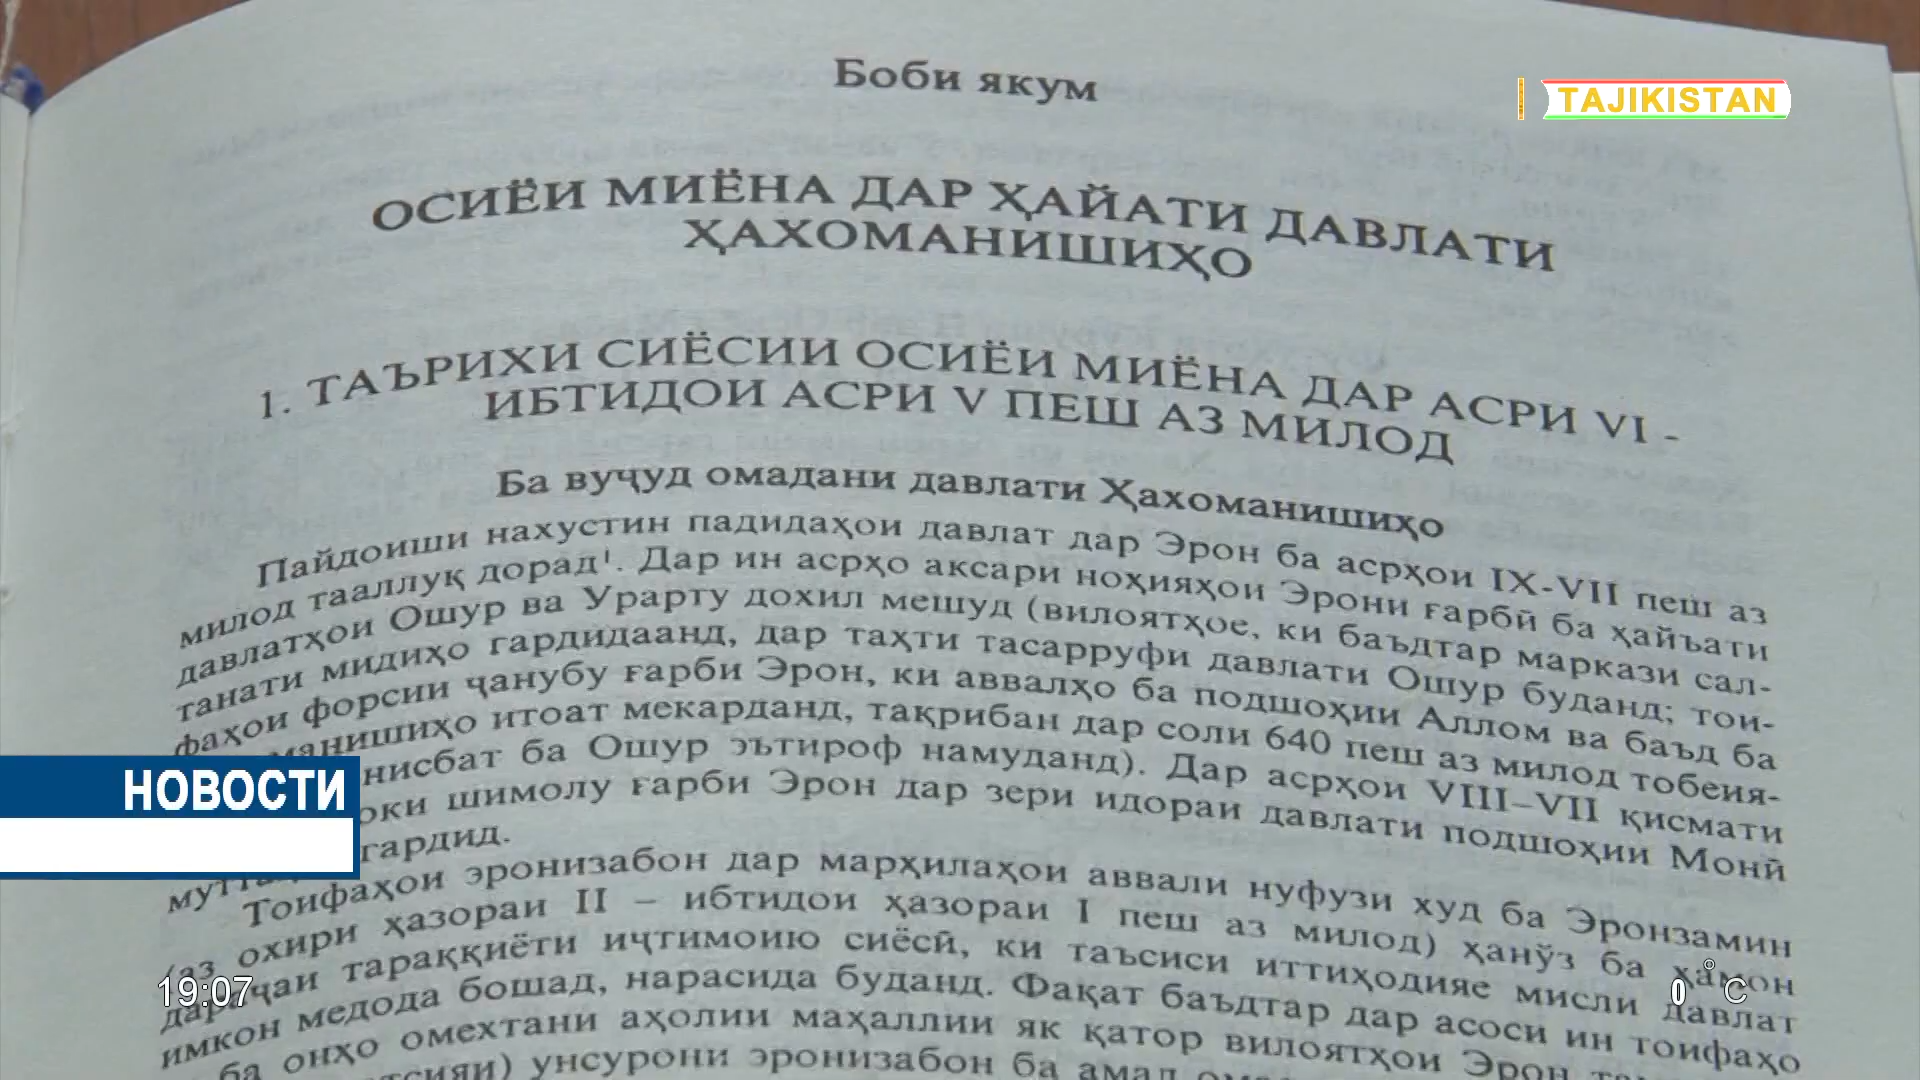 Боби якум
TAJIKISTAN
ОСИЁИ МИЁНА ДАР ҲАЙАТИ ДАВЛАТИ
ҲАХОМАНИШИҲО
1. ТАЪРИХИ СИЁСИИ ОСИЁИ МИЁНА ДАР АСРИ VI -
ИБТИДОИ АСРИ V ПЕШ АЗ МИЛОД
Ба вуҷуд омадани давлати Ҳахоманишиҳо
Пайдоиши нахустин падидаҳои давлат дар Эрон ба асрҳои IX-VII пеш аз
милод тааллуқ дорад¹. Дар ин асрҳо аксари ноҳияҳои Эрони ғарбӣ ба ҳайъати
давлатҳои Ошур ва Урарту дохил мешуд (вилоятҳое, ки баъдтар маркази сал-
танати мидиҳо гардидаанд, дар таҳти тасарруфи давлати Ошур буданд; тои-
фаҳои форсии ҷанубу ғарби Эрон, ки аввалҳо ба подшоҳии Аллом ва баъд ба
манишиҳо итоат мекарданд, тақрибан дар соли 640 пеш аз милод тобеия-
нисбат ба Ошур эътироф намуданд). Дар асрҳои VIII–VII қисмати
шимолу ғарби Эрон дар зери идораи давлати подшоҳии Монӣ
гардид.
Тоифаҳои эронизабон дар марҳилаҳои аввали нуфузи худ ба Эронзамин
(аз охири ҳазораи II – ибтидои ҳазораи I пеш аз милод) ҳанӯз ба ҳамон
дараҷаи тараққиёти иҷтимоию сиёсӣ, ки таъсиси иттиҳодияе мисли давлат
имкон медода бошад, нарасида буданд. Фақат баъдтар дар асоси ин тоифаҳо
ба онҳо омехтани аҳолии маҳаллии як қатор вилоятҳои Эрон
унсурони эронизабон ба амал
НОВОСТИ
19:07
0 °C